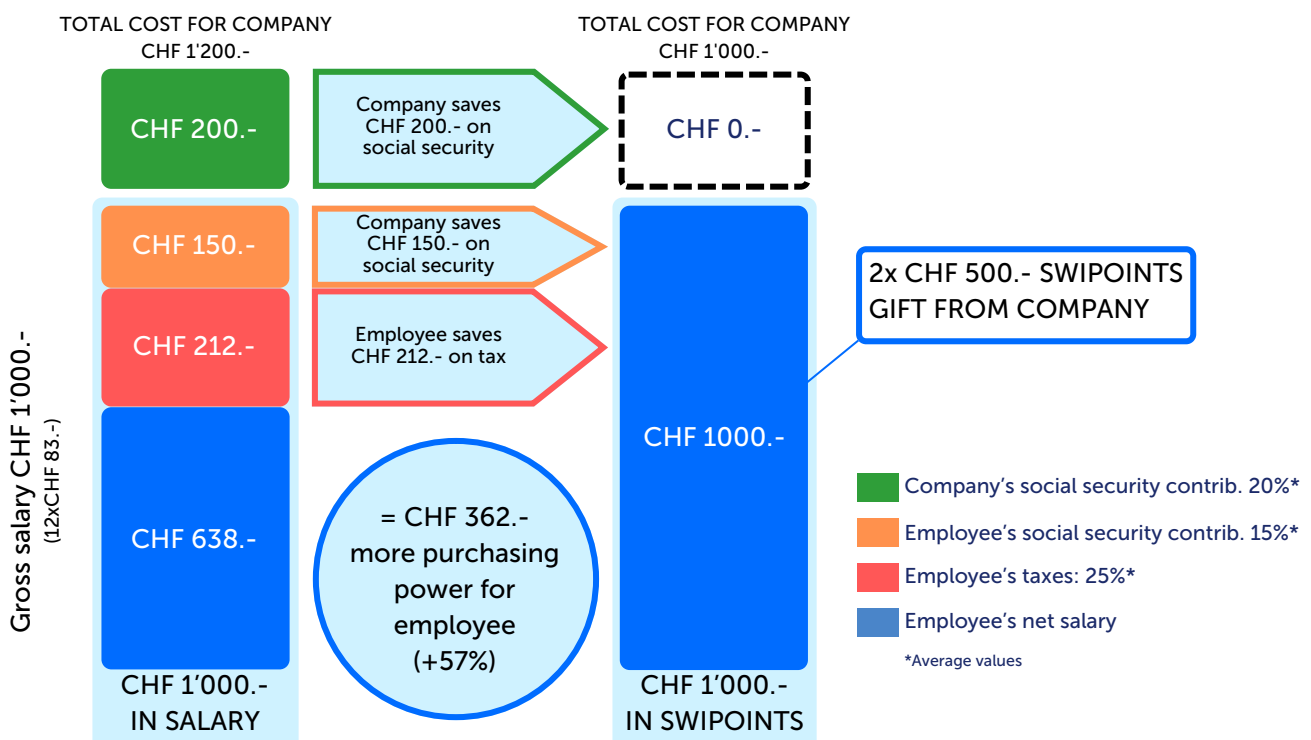 TOTAL COST FOR COMPANY
CHF 1'200.-
TOTAL COST FOR COMPANY
CHF 1'000.-
CHF 200.-
Company saves
CHF 200.- on
social security
CHF 0.-
CHF 150.-
Company saves
CHF 150.- on
social security
2x CHF 500.- SWIPOINTS
GIFT FROM COMPANY
CHF 212.-
Employee saves
CHF 212.- on tax
Gross salary CHF 1'000.-
(12xCHF 83.-)
CHF 638.-
= CHF 362.-
more purchasing
power for
employee
(+57%)
CHF 1000.-
Company's social security contrib. 20%*
Employee's social security contrib. 15%*
Employee's taxes: 25%*
Employee's net salary
*Average values
CHF 1’000.-
IN SALARY
CHF 1’000.-
IN SWIPOINTS